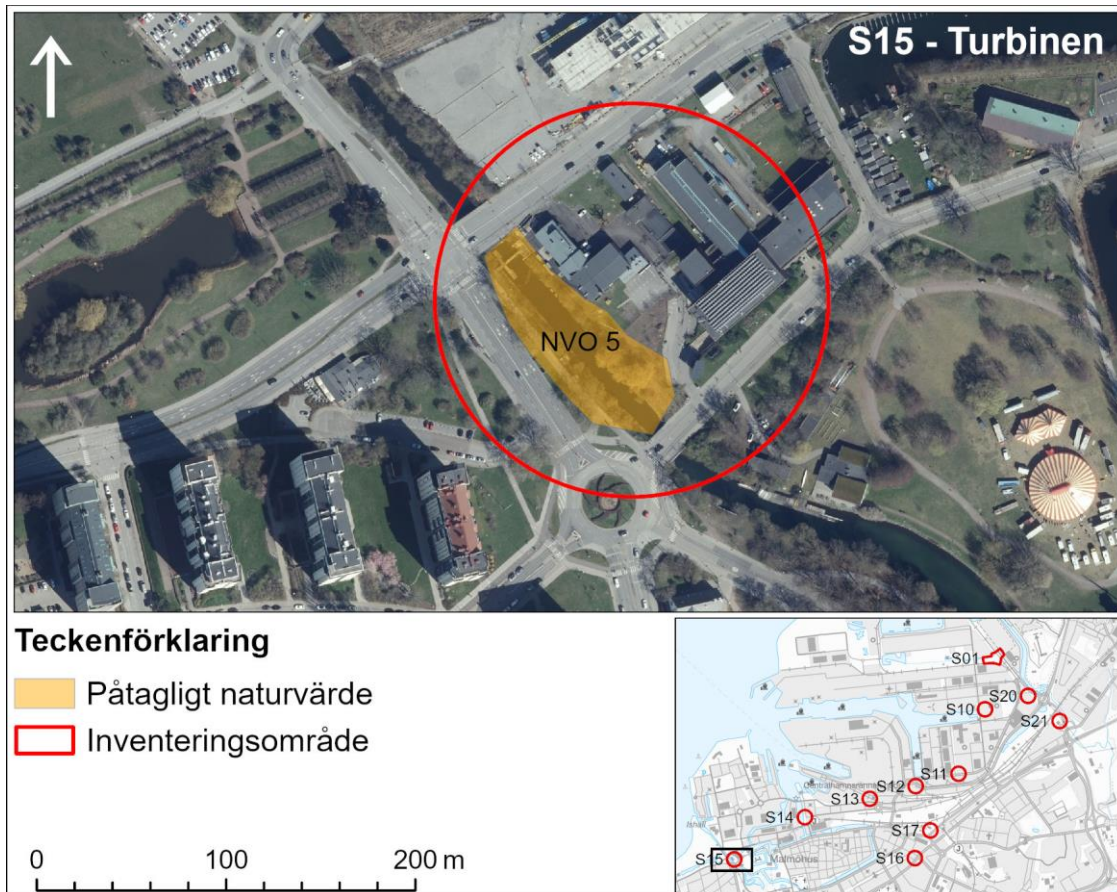 S15 - Turbinen
NVO 5
Teckenförklaring
Påtagligt naturvärde
Inventeringsområde
0 100 200 m
S01
S20
S10
S21
S11
S12
S13
S14
S17
S15
Malmöhus
S16